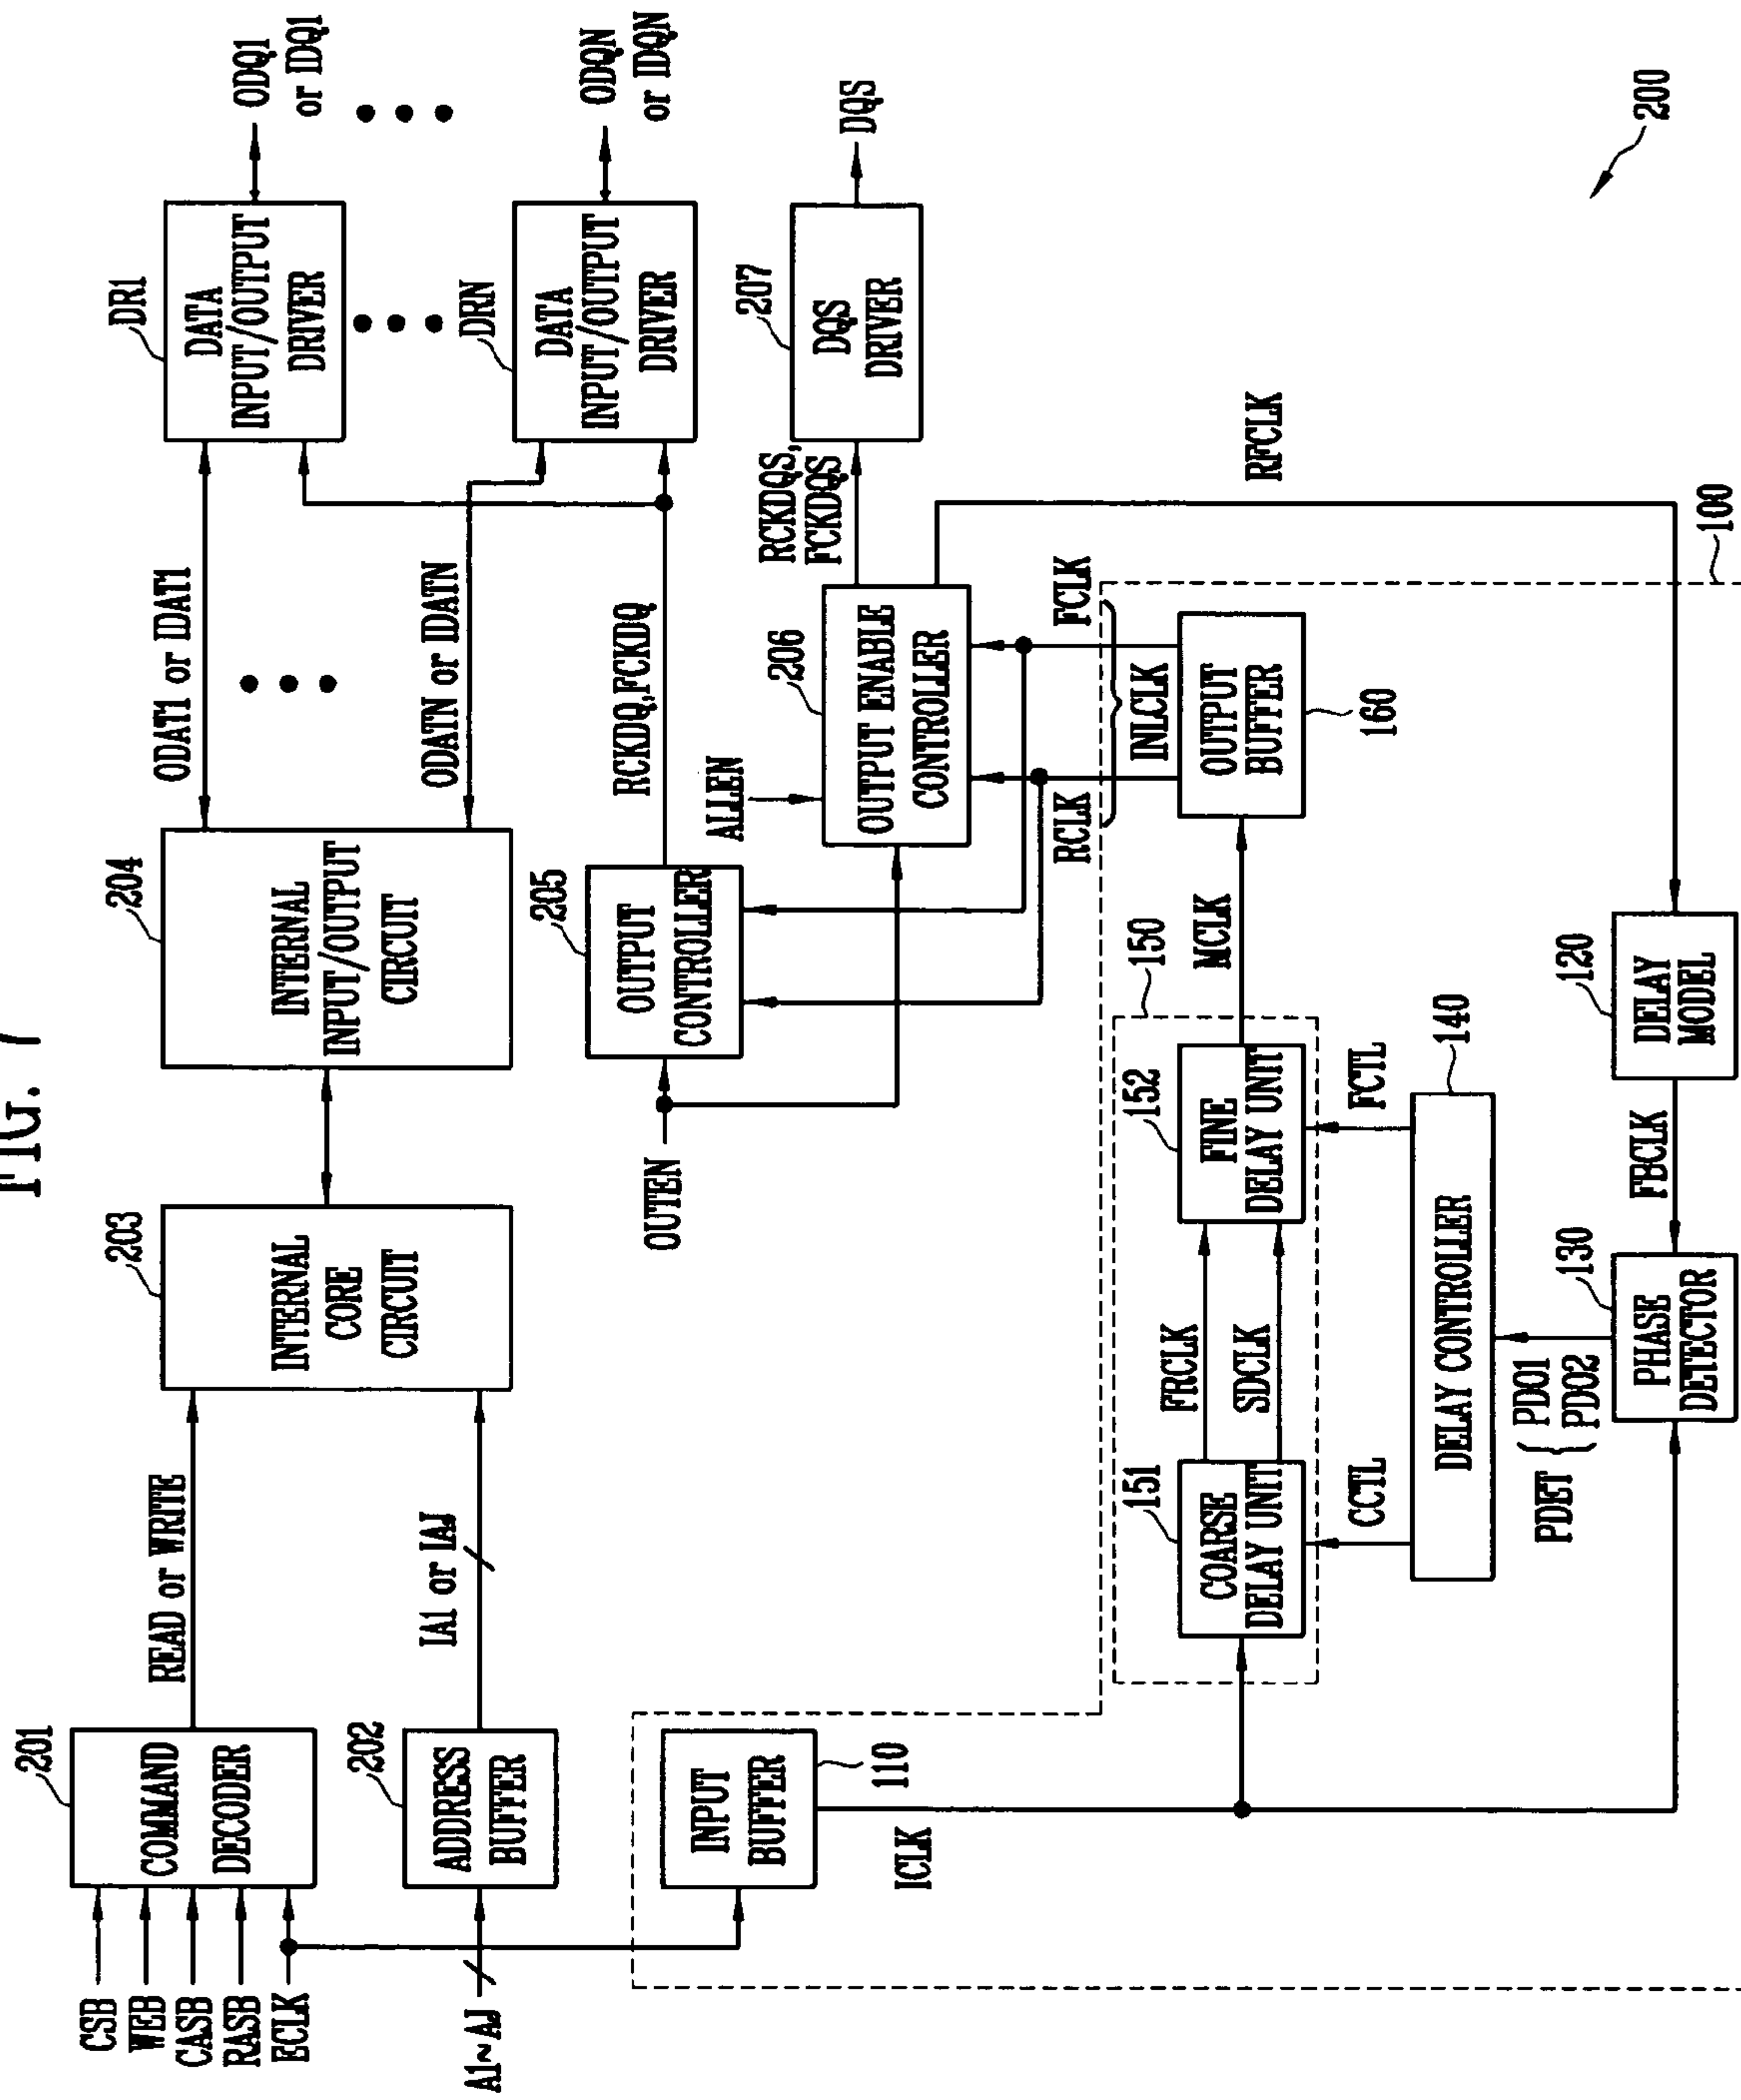 FIG. 7
CSB
WEB
CASB
RASB
ECLK
201
COMMAND
DECODER
READ or WRITE
A1~AJ
202
ADDRESS
BUFFER
IA1 or IAJ
203
INTERNAL
CORE
CIRCUIT
204
INTERNAL
INPUT/OUTPUT
CIRCUIT
ODAT1 or IDAT1
ODATN or IDATN
DR1
DATA
INPUT/OUTPUT
DRIVER
ODQ1
or IDQ1
DRN
DATA
INPUT/OUTPUT
DRIVER
ODQN
or IDQN
OUTEN
205
OUTPUT
CONTROLLER
RCKDQ,FCKDQ
ALLEN
206
OUTPUT ENABLE
CONTROLLER
RCKDQS,
FCKDQS
207
DQS
DRIVER
DQS
INPUT
BUFFER
110
ICLK
RCLK
INLCLK
FCLK
151
COARSE
DELAY UNIT
FRCLK
SDCLK
152
FINE
DELAY UNIT
150
MCLK
OUTPUT
BUFFER
160
RFCLK
CCTL
FCTL
DELAY CONTROLLER
140
PDET
PDO1
PDO2
PHASE
DETECTOR
130
FBCLK
DELAY
MODEL
120
100
200